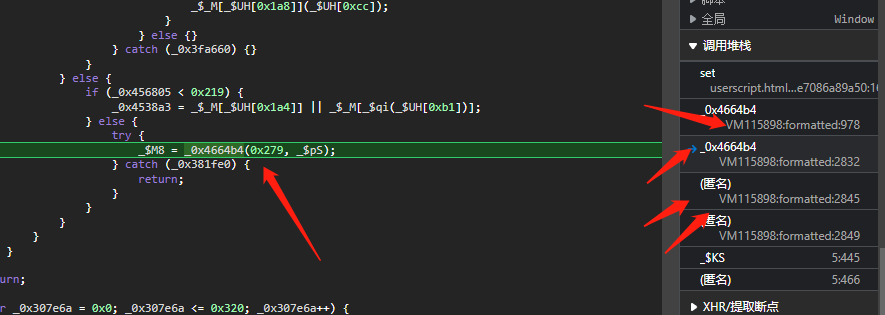 _$_M[_$UH[0x1a8]](_$UH[0xcc]);
}
} else {}
} catch (_0x3fa660) {}
}
} else {
if (_0x456805 < 0x219) {
_0x4538a3 = _$_M[_$UH[0x1a4]] || _$_M[_$qi(_$UH[0xb1])];
} else {
try {
_$M8 = _0x4664b4(0x279, _$pS);
} catch (_0x381fe0) {
return;
}
}
}
}
}
urn;
r _0x307e6a = 0x0; _0x307e6a <= 0x320; _0x307e6a++) {
脚本
全局 Window
调用堆栈
set
userscript.html…e7086a89a50:16
_0x4664b4
VM115898:formatted:978
_0x4664b4
VM115898:formatted:2832
(匿名)
VM115898:formatted:2845
(匿名)
VM115898:formatted:2849
_$KS 5:445
(匿名) 5:466
XHR/提取断点